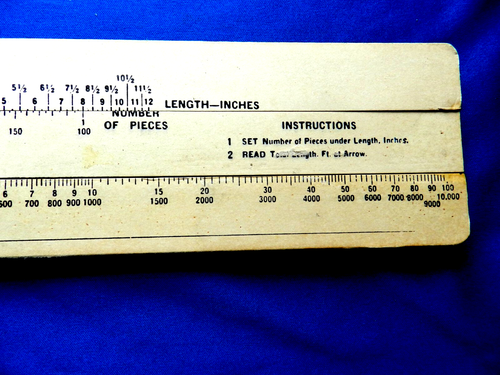 10½
5½ 6½ 7½ 8½ 9½ 11½
5 6 7 8 9 10 11 12 LENGTH—INCHES
NUMBER
OF PIECES
150 100
INSTRUCTIONS
1 SET Number of Pieces under Length, Inches.
2 READ Total Length, Ft. at Arrow.
6 7 8 9 10 15 20 30 40 50 60 70 80 90 100
600 700 800 900 1000 1500 2000 3000 4000 5000 6000 7000 8000 10,000
9000